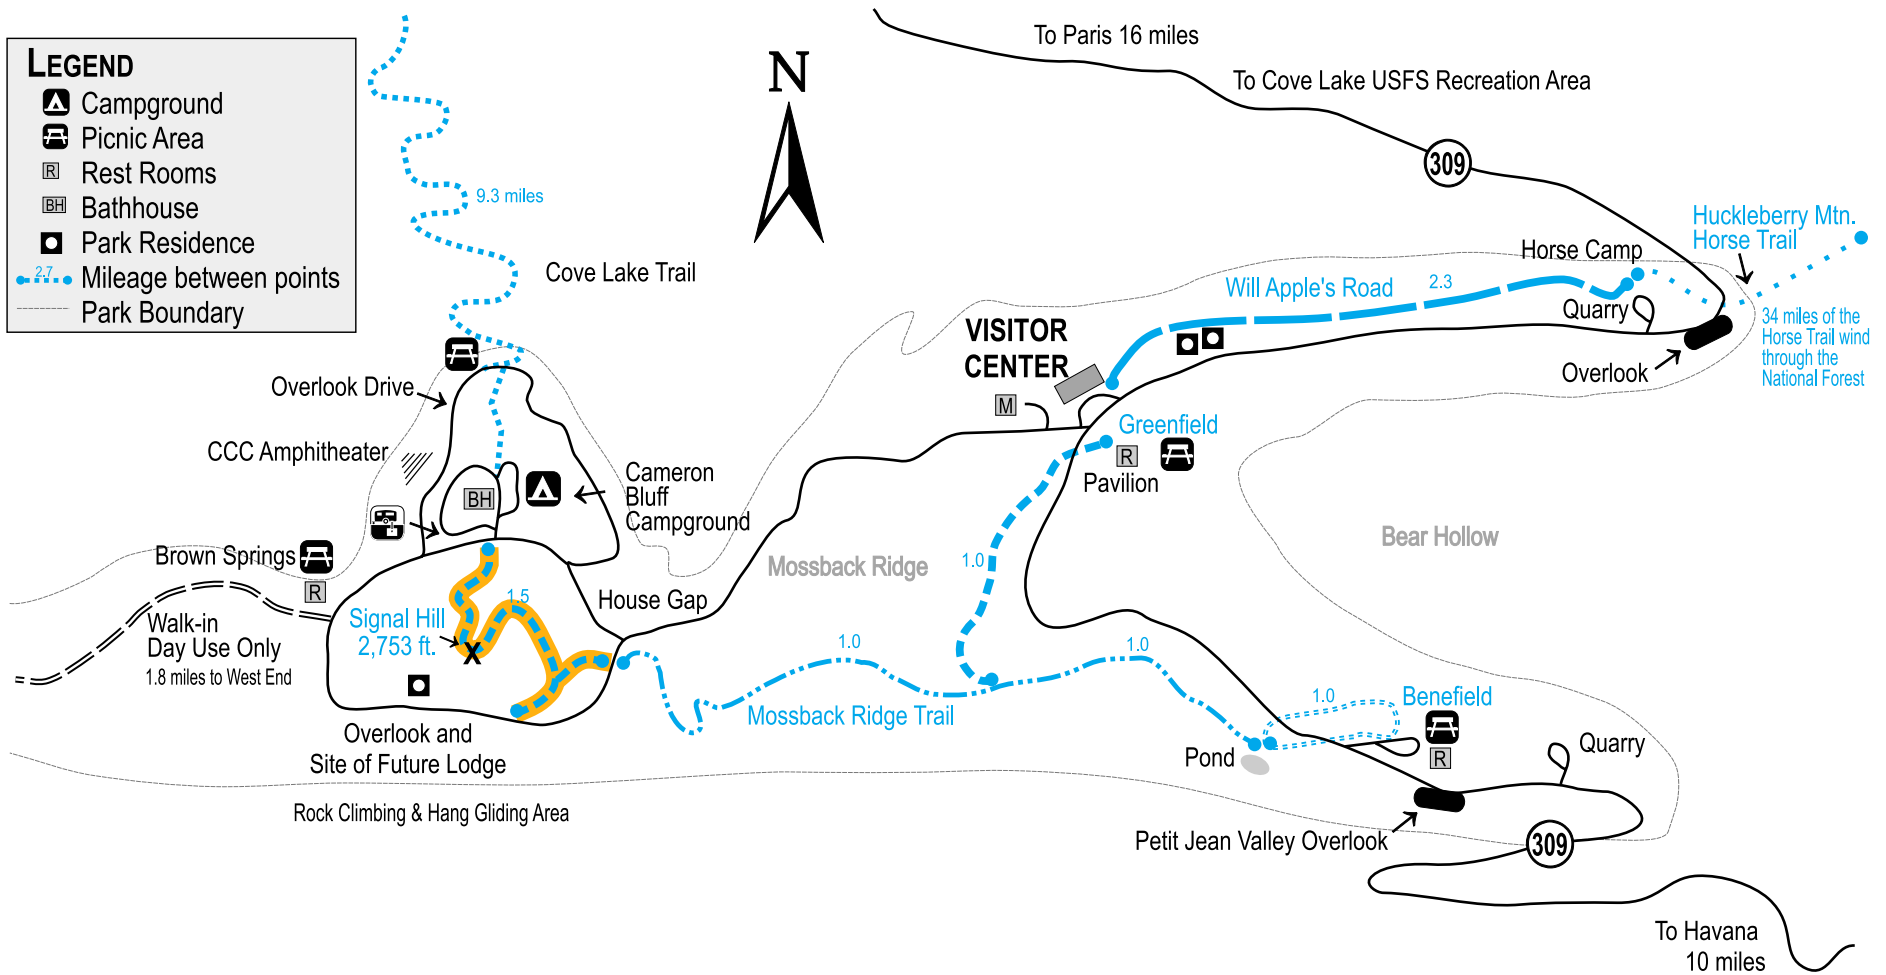 LEGEND
Campground
Picnic Area
R Rest Rooms
BH Bathhouse
Park Residence
2.7 Mileage between points
Park Boundary
N
To Paris 16 miles
To Cove Lake USFS Recreation Area
309
9.3 miles
Cove Lake Trail
Huckleberry Mtn.
Horse Trail
Horse Camp
Will Apple's Road
2.3
Quarry
34 miles of the
Horse Trail wind
through the
National Forest
Overlook
VISITOR
CENTER
M
Greenfield
R
Pavilion
Overlook Drive
CCC Amphitheater
BH
Cameron
Bluff
Campground
Brown Springs
R
Mossback Ridge
Bear Hollow
1.0
Walk-in
Day Use Only
1.8 miles to West End
Signal Hill
2,753 ft.
X
1.5
House Gap
1.0
1.0
Mossback Ridge Trail
Overlook and
Site of Future Lodge
Rock Climbing & Hang Gliding Area
1.0
Benefield
R
Pond
Quarry
Petit Jean Valley Overlook
309
To Havana
10 miles